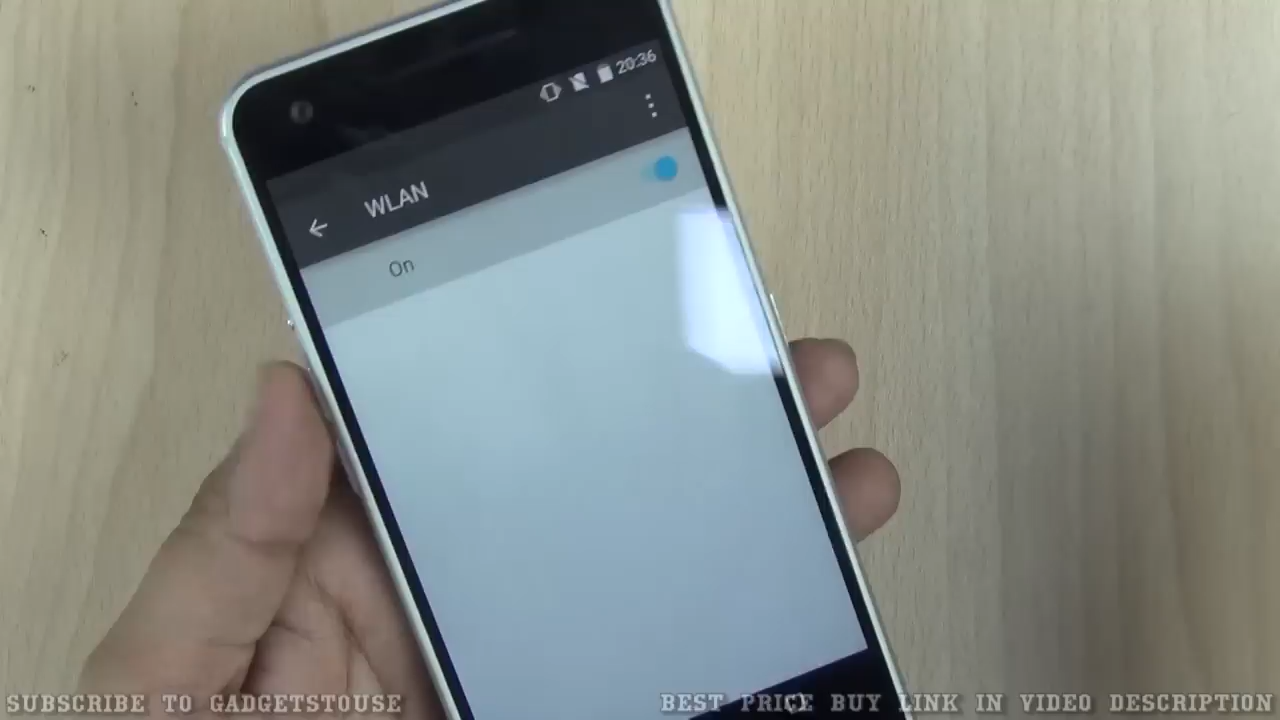 20:36
WLAN
On
SUBSCRIBE TO GADGETSTOUSE
BEST PRICE BUY LINK IN VIDEO DESCRIPTION